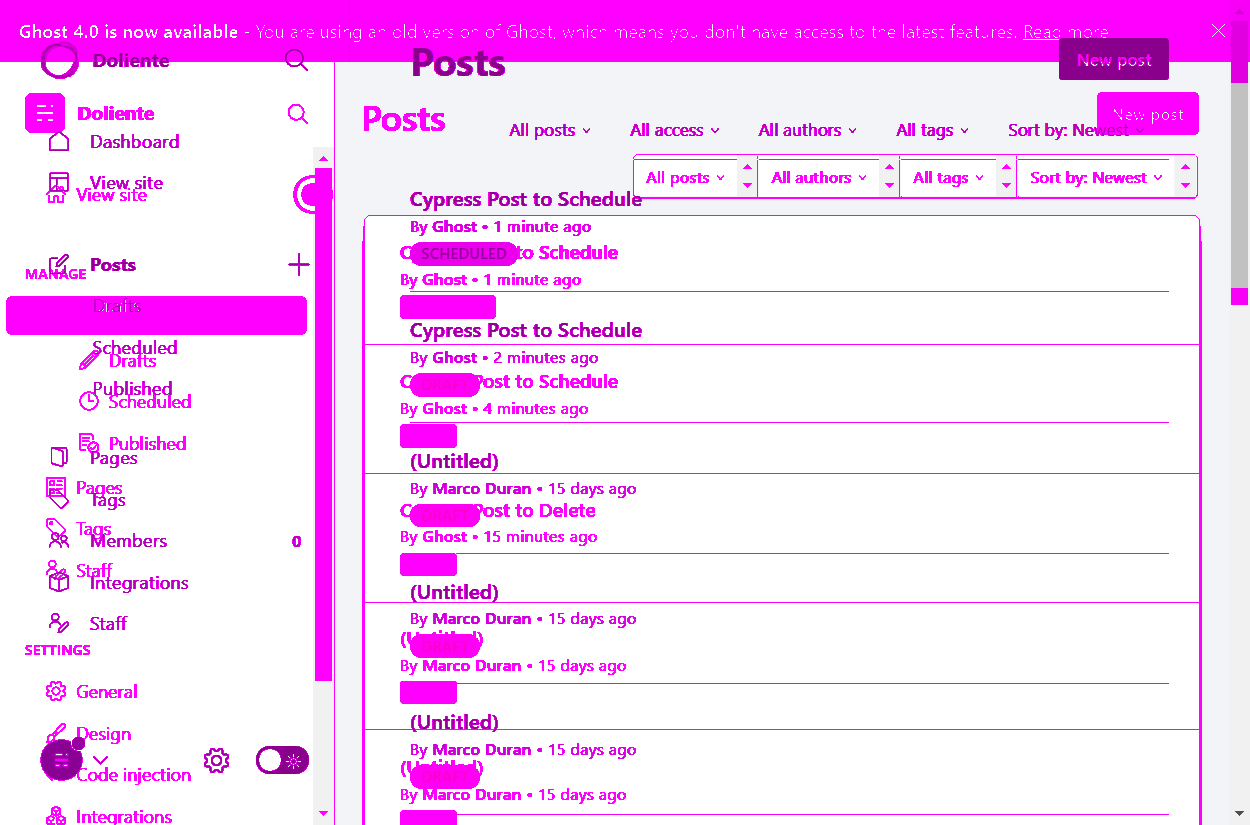 Ghost 4.0 is now available - You are using an old version of Ghost, which means you don't have access to the latest features. Read more
Doliente
Posts
New post
Doliente
Posts
New post
Dashboard
All posts
All access
All authors
All tags
Sort by: Newest
View site
View site
All posts
All authors
All tags
Sort by: Newest
Cypress Post to Schedule
By Ghost • 1 minute ago
SCHEDULED
to Schedule
By Ghost • 1 minute ago
Posts
MANAGE
Drafts
Scheduled
Drafts
Published
Scheduled
Published
Pages
Pages
Tags
Tags
Members
0
Staff
Integrations
Staff
SETTINGS
General
Design
Code injection
Integrations
Cypress Post to Schedule
By Ghost • 2 minutes ago
DRAFT
Post to Schedule
By Ghost • 4 minutes ago
(Untitled)
By Marco Duran • 15 days ago
DRAFT
Post to Delete
By Ghost • 15 minutes ago
(Untitled)
By Marco Duran • 15 days ago
(Untitled)
DRAFT
By Marco Duran • 15 days ago
(Untitled)
By Marco Duran • 15 days ago
(Untitled)
DRAFT
By Marco Duran • 15 days ago